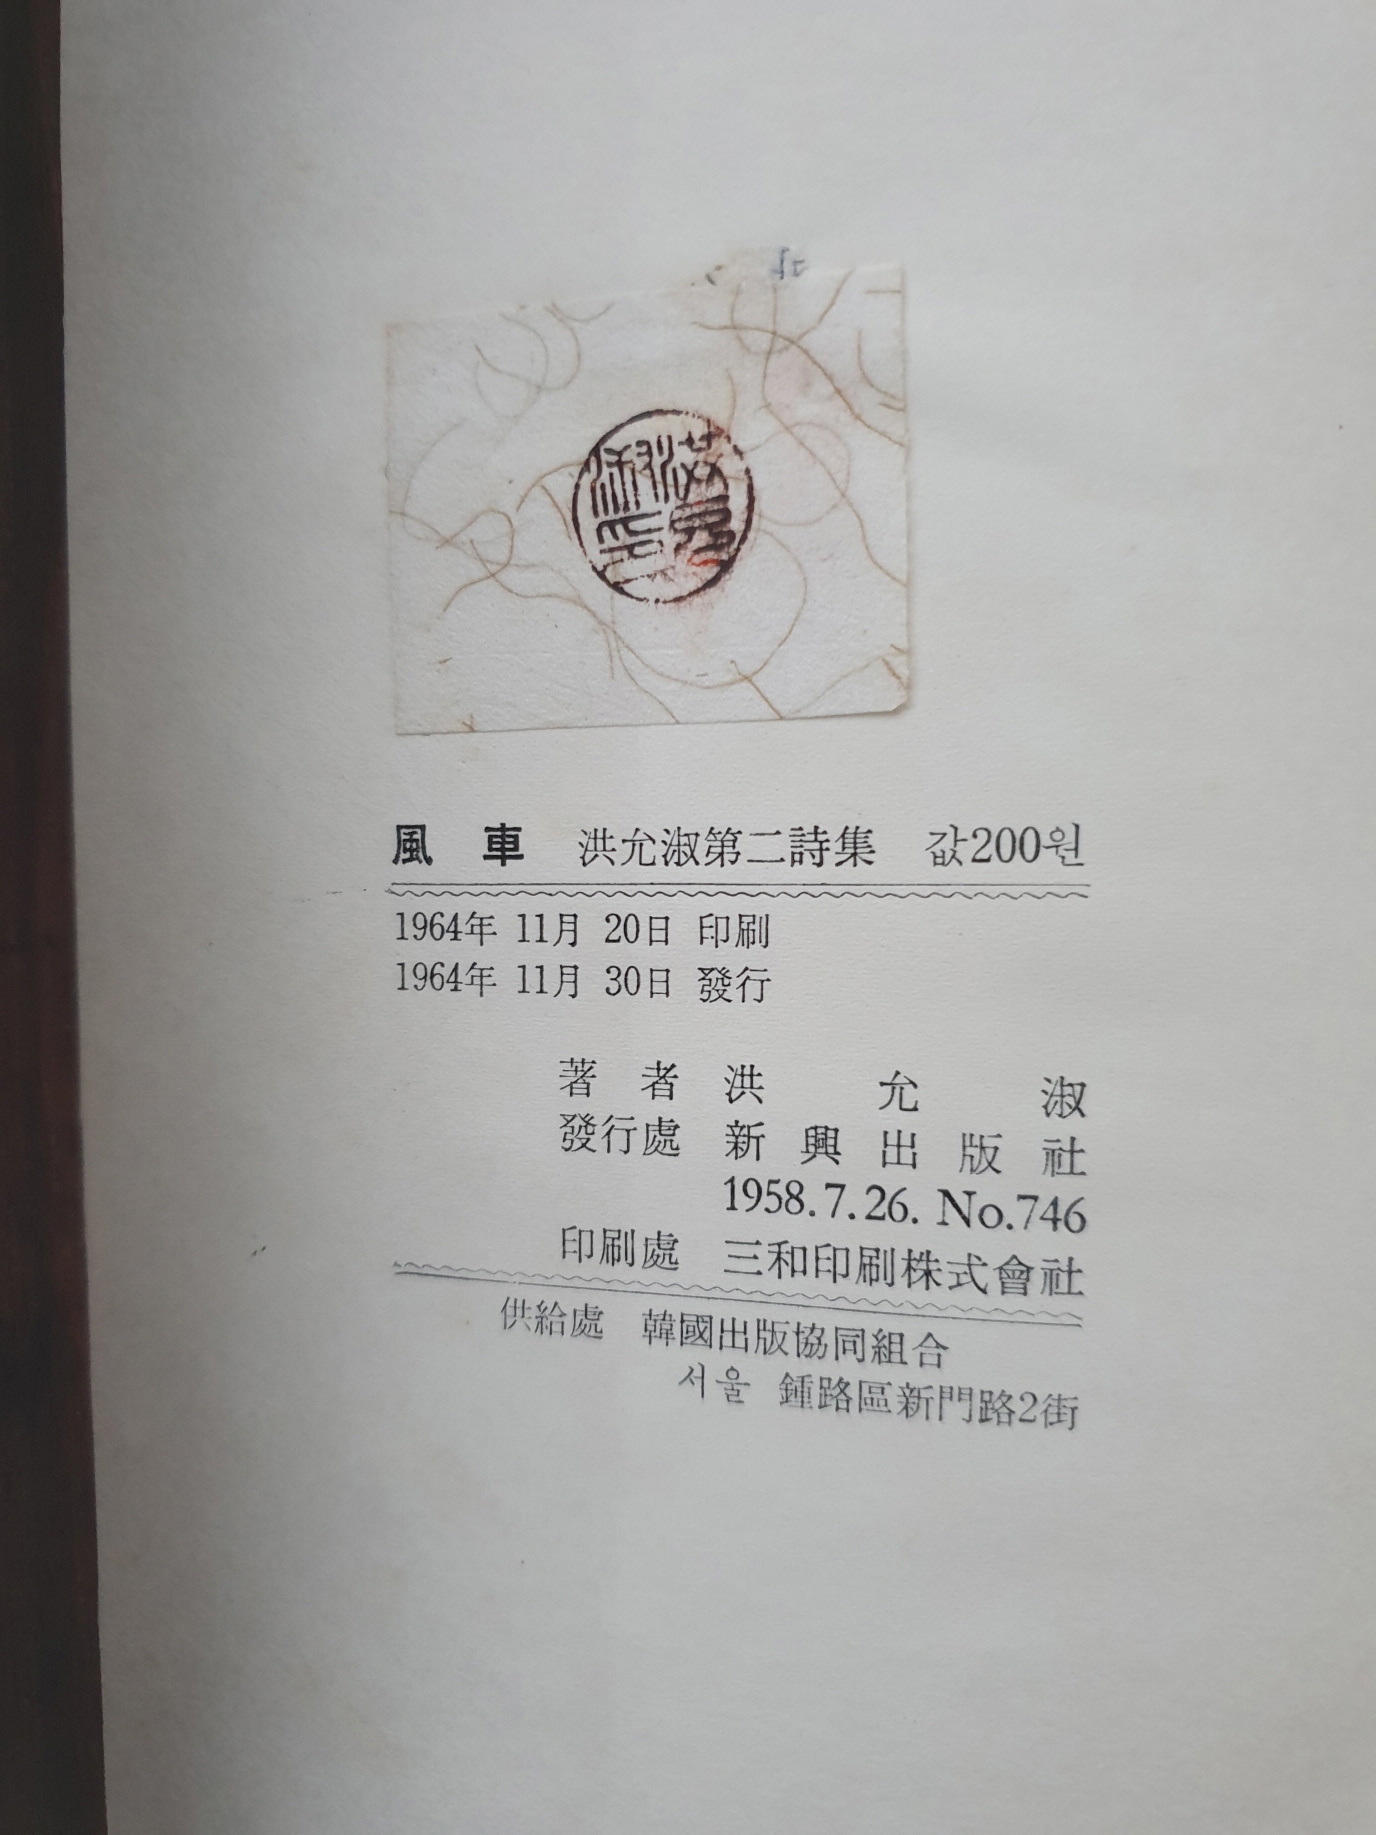 洪允淑印
風 車 洪允淑第二詩集 값200원
1964年 11月 20日 印刷
1964年 11月 30日 發行
著 者 洪 允 淑
發行處 新 興 出 版 社
1958.7.26. No.746
印刷處 三和印刷株式會社
供給處 韓國出版協同組合
서울 鍾路區新門路2街